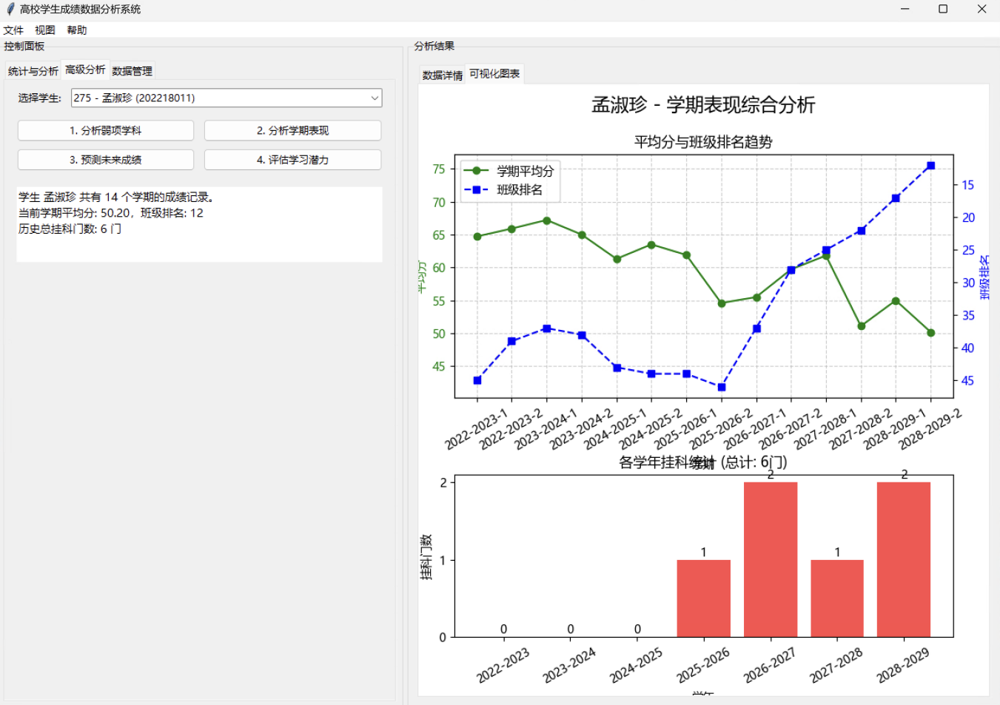 高校学生成绩数据分析系统
文件 视图 帮助
控制面板
统计与分析 高级分析 数据管理
选择学生: 275 - 孟淑珍 (202218011)
1. 分析弱项学科 2. 分析学期表现
3. 预测未来成绩 4. 评估学习潜力
学生 孟淑珍 共有 14 个学期的成绩记录。
当前学期平均分: 50.20，班级排名: 12
历史总挂科门数: 6 门
分析结果
数据详情 可视化图表
孟淑珍 - 学期表现综合分析
平均分与班级排名趋势
学期平均分
班级排名
75
70
65
60
55
50
45
平均分
15
20
25
30
35
40
45
班级排名
2022-2023-1
2022-2023-2
2023-2024-1
2023-2024-2
2024-2025-1
2024-2025-2
2025-2026-1
2025-2026-2
2026-2027-1
2026-2027-2
2027-2028-1
2027-2028-2
2028-2029-1
2028-2029-2
学期
各学年挂科统计 (总计: 6门)
挂科门数
2
1
0
0
0
0
1
2
1
2
2022-2023
2023-2024
2024-2025
2025-2026
2026-2027
2027-2028
2028-2029
学年